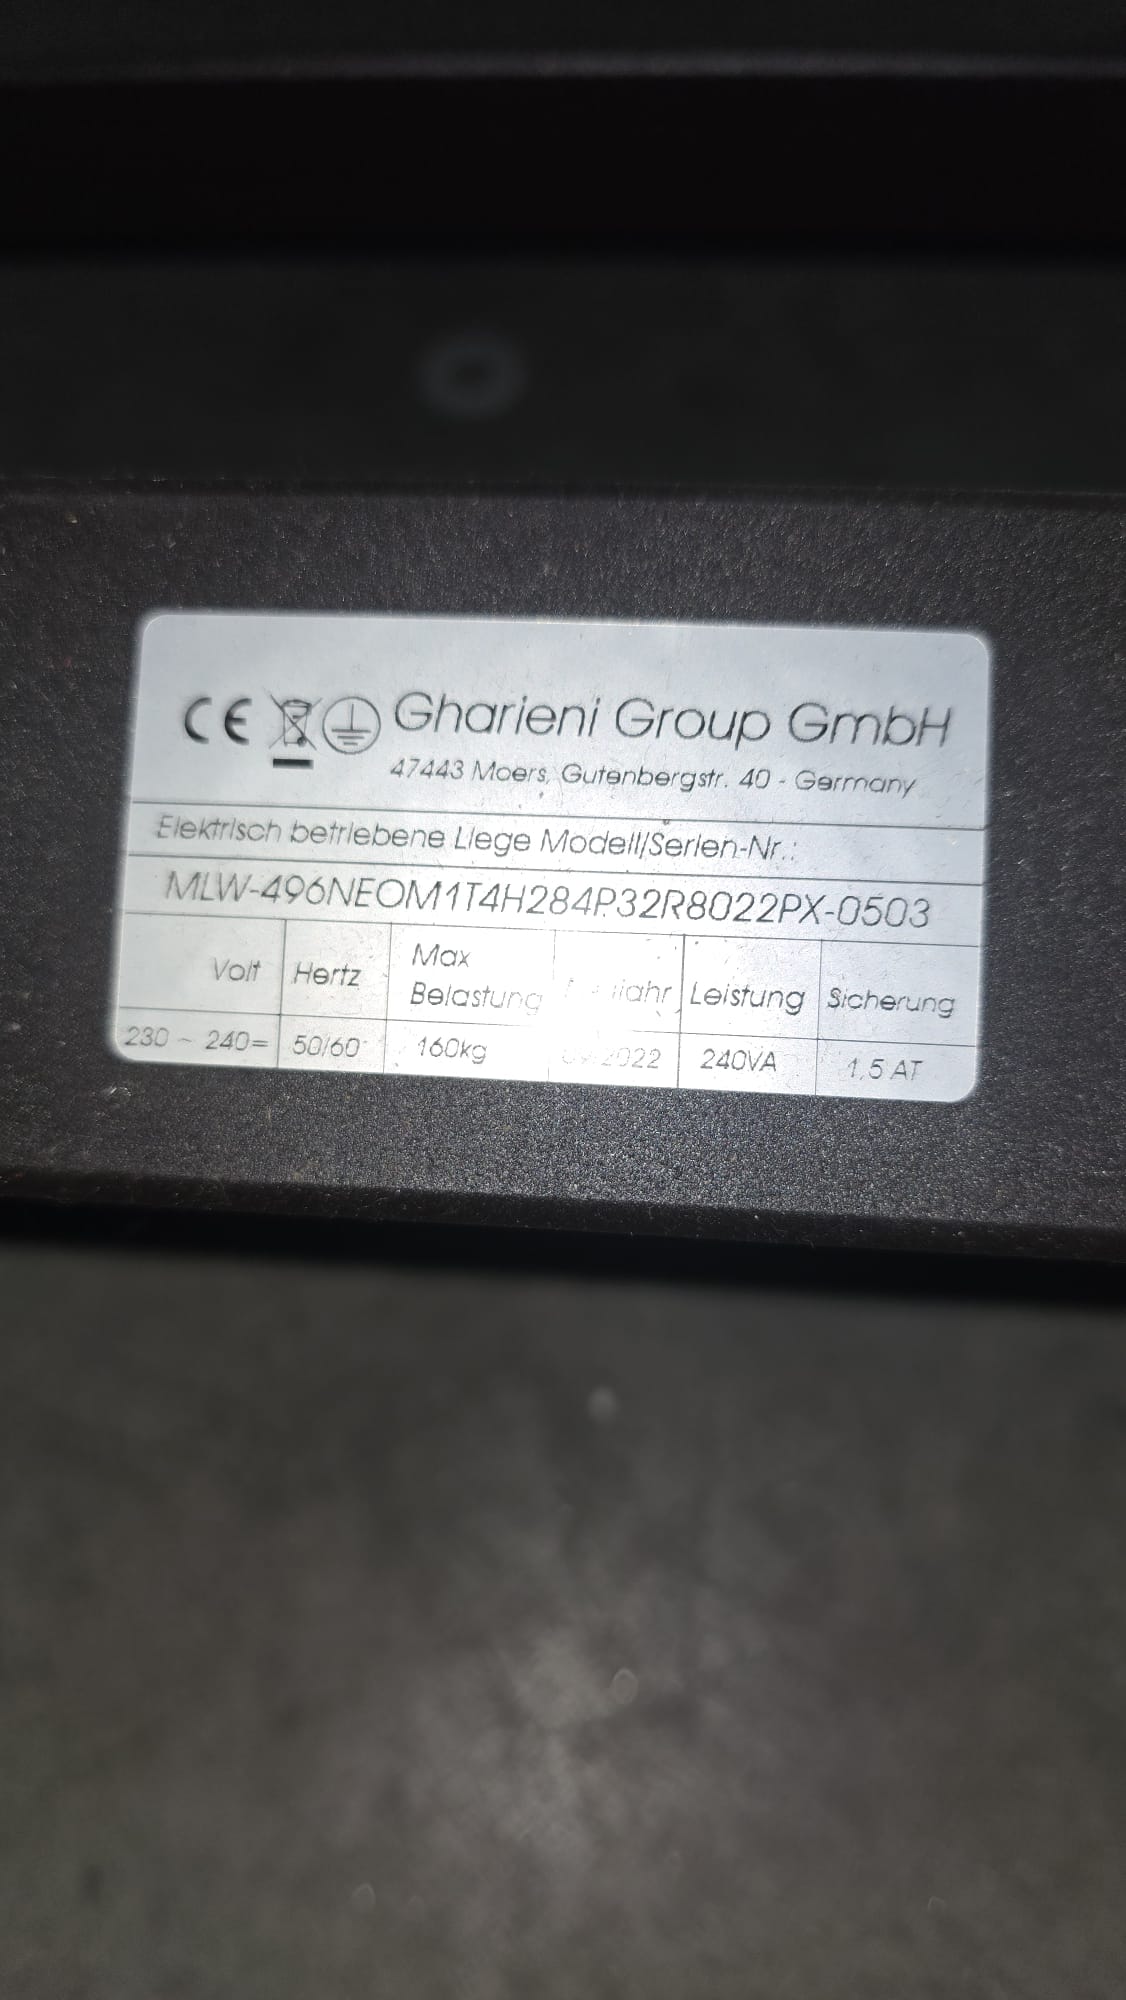 CE Gharieni Group GmbH
47443 Moers, Gutenbergstr. 40 - Germany
Elektrisch betriebene Liege Modell/Serien-Nr.:
MLW-496NEOM1T4H284P32R8022PX-0503
Volt Hertz Max Belastung Leistung Sicherung
230 ~ 240= 50/60 160kg 240VA 1,5 AT